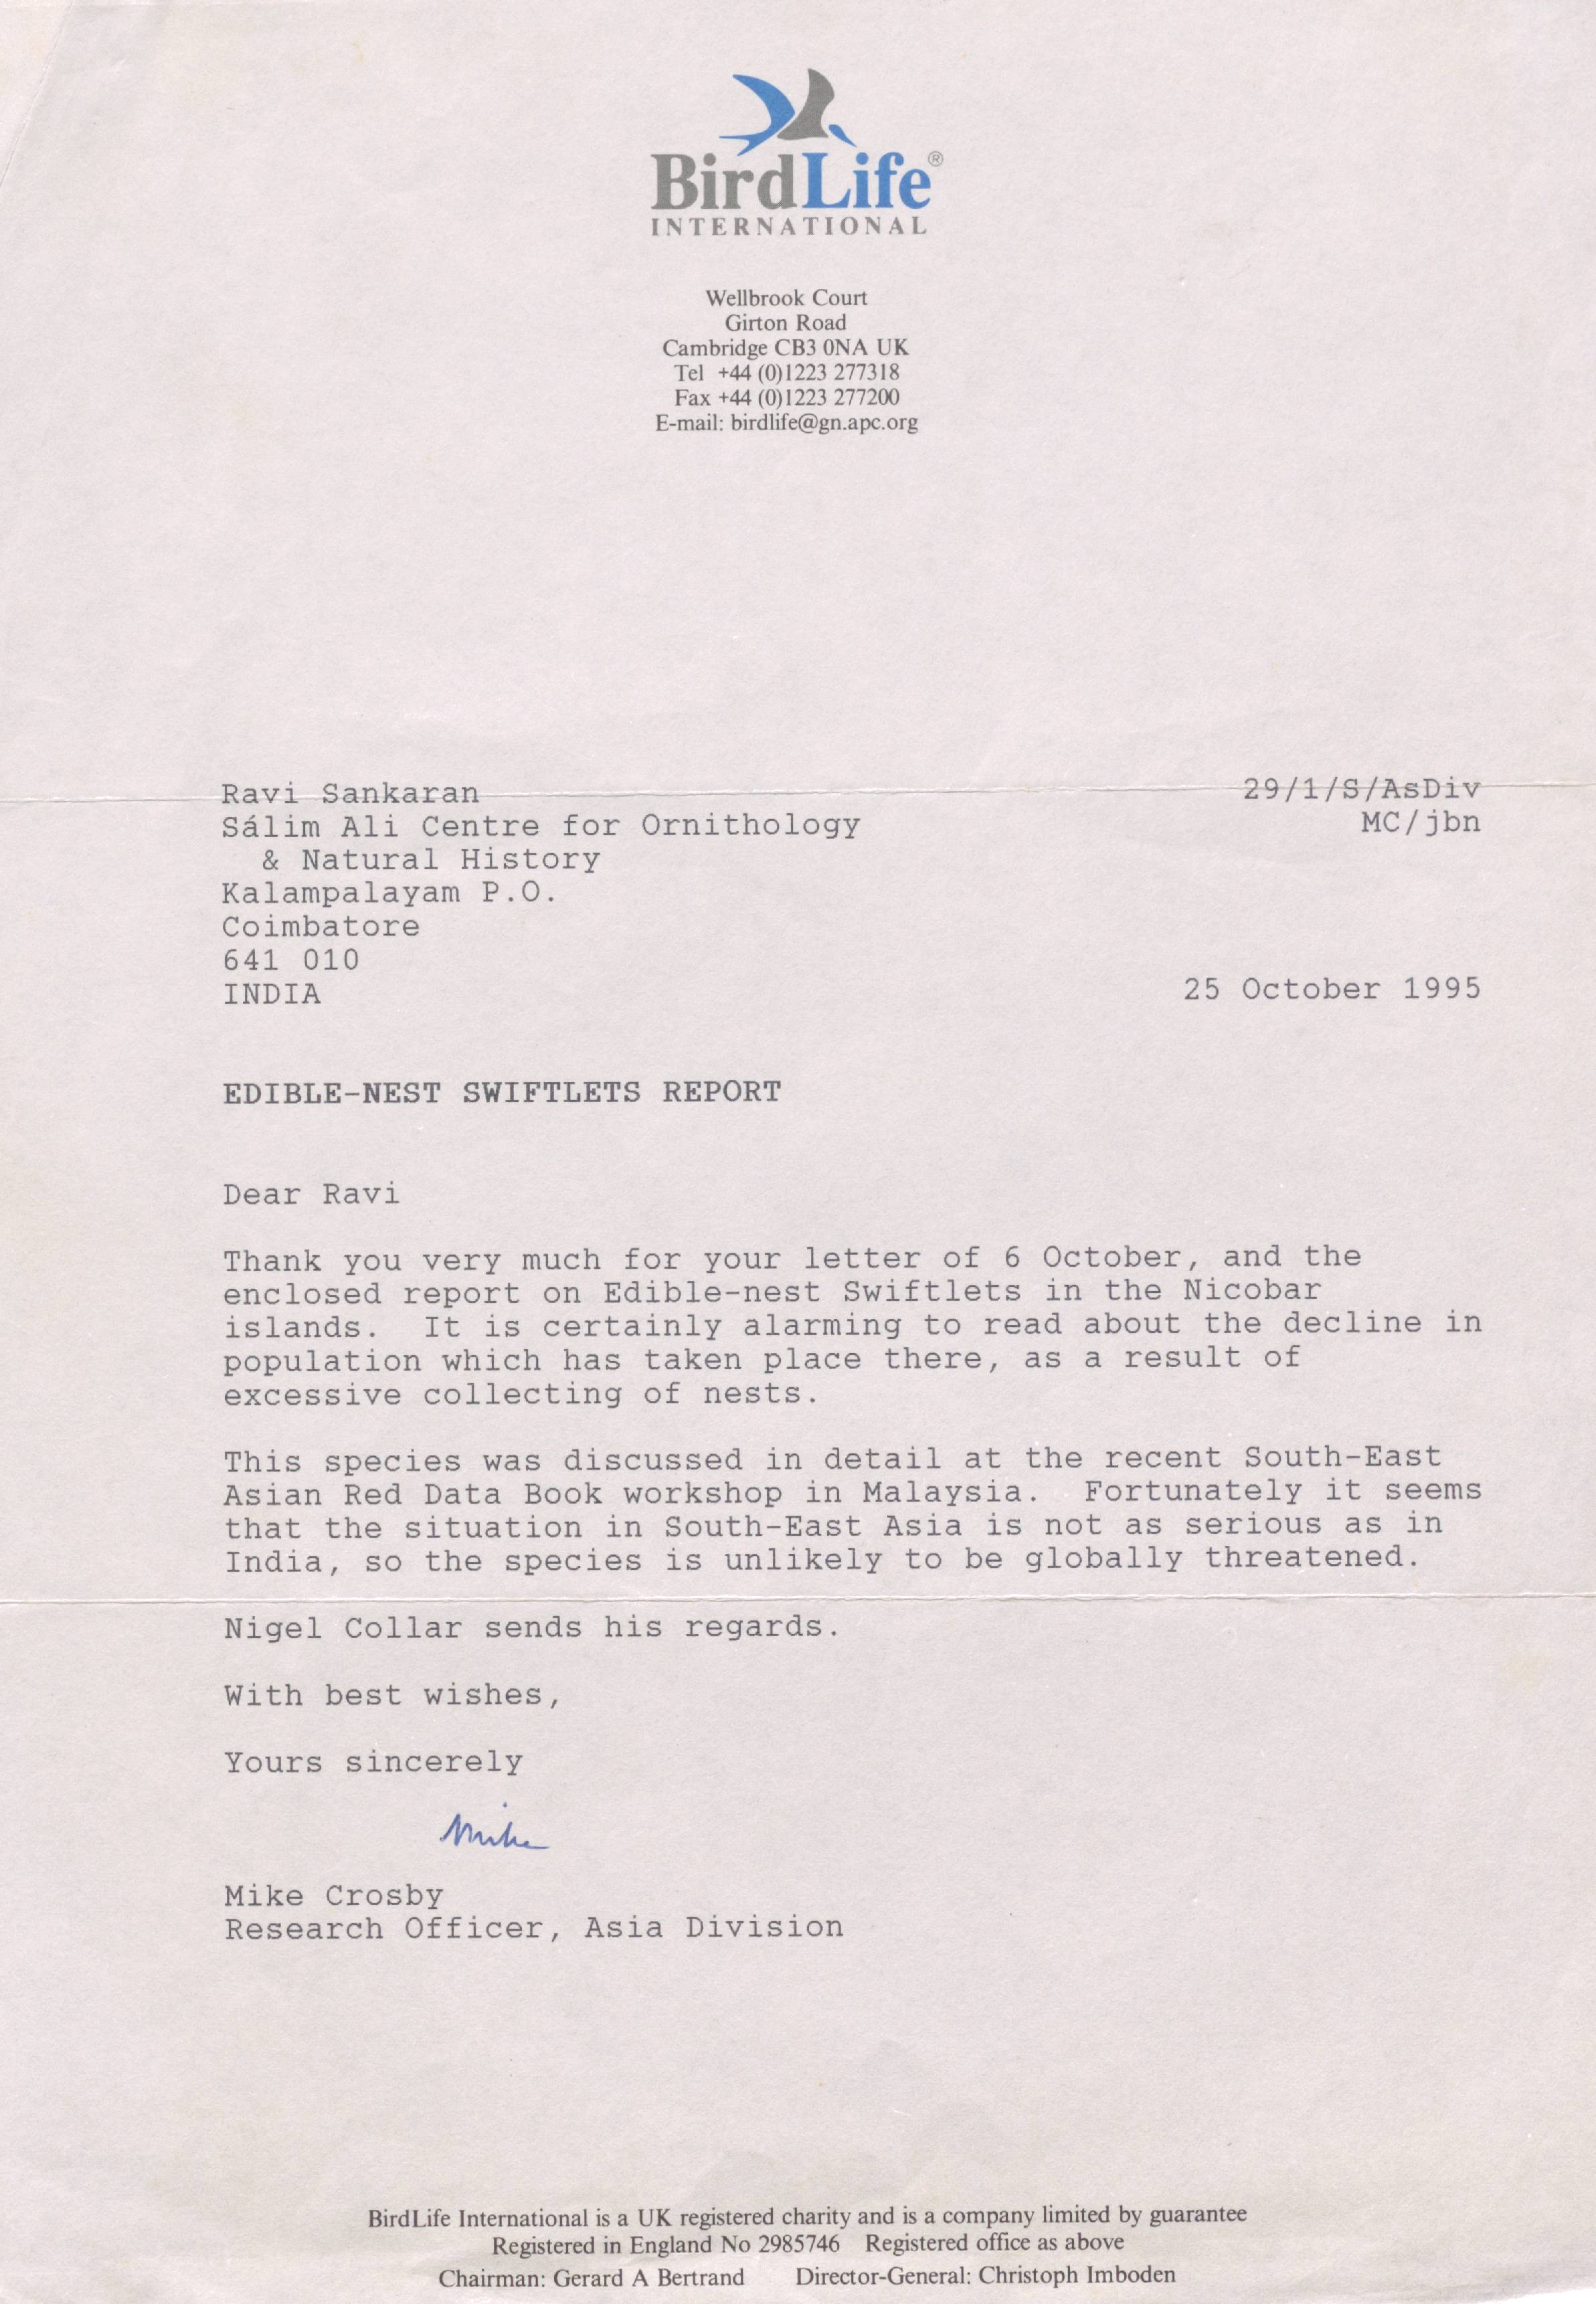 BirdLife®
INTERNATIONAL
Wellbrook Court
Girton Road
Cambridge CB3 0NA UK
Tel +44 (0)1223 277318
Fax +44 (0)1223 277200
E-mail: birdlife@gn.apc.org
Ravi Sankaran
Sálim Ali Centre for Ornithology
& Natural History
Kalampalayam P.O.
Coimbatore
641 010
INDIA
29/1/S/AsDiv
MC/jbn
25 October 1995
EDIBLE-NEST SWIFTLETS REPORT
Dear Ravi
Thank you very much for your letter of 6 October, and the
enclosed report on Edible-nest Swiftlets in the Nicobar
islands. It is certainly alarming to read about the decline in
population which has taken place there, as a result of
excessive collecting of nests.
This species was discussed in detail at the recent South-East
Asian Red Data Book workshop in Malaysia. Fortunately it seems
that the situation in South-East Asia is not as serious as in
India, so the species is unlikely to be globally threatened.
Nigel Collar sends his regards.
With best wishes,
Yours sincerely
Mike
Mike Crosby
Research Officer, Asia Division
BirdLife International is a UK registered charity and is a company limited by guarantee
Registered in England No 2985746 Registered office as above
Chairman: Gerard A Bertrand Director-General: Christoph Imboden